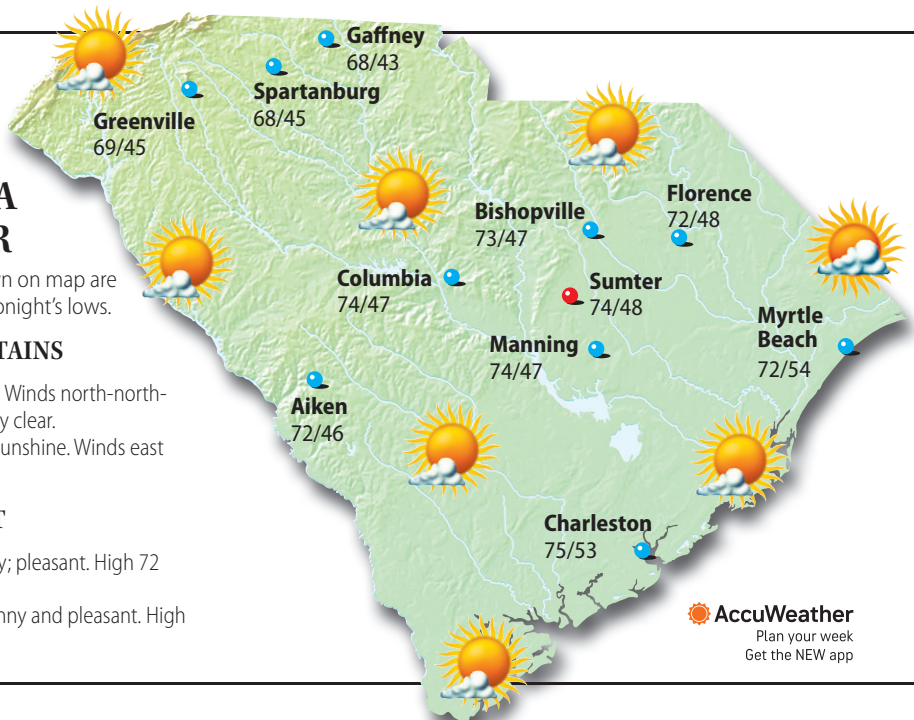 A
R
n on map are
onight's lows.
TAINS
Winds north-north-
y clear.
unshine. Winds east
T
y; pleasant. High 72
nny and pleasant. High
Gaffney
68/43
Spartanburg
68/45
Greenville
69/45
Florence
72/48
Bishopville
73/47
Columbia
74/47
Sumter
74/48
Myrtle
Beach
72/54
Manning
74/47
Aiken
72/46
Charleston
75/53
AccuWeather
Plan your week
Get the NEW app